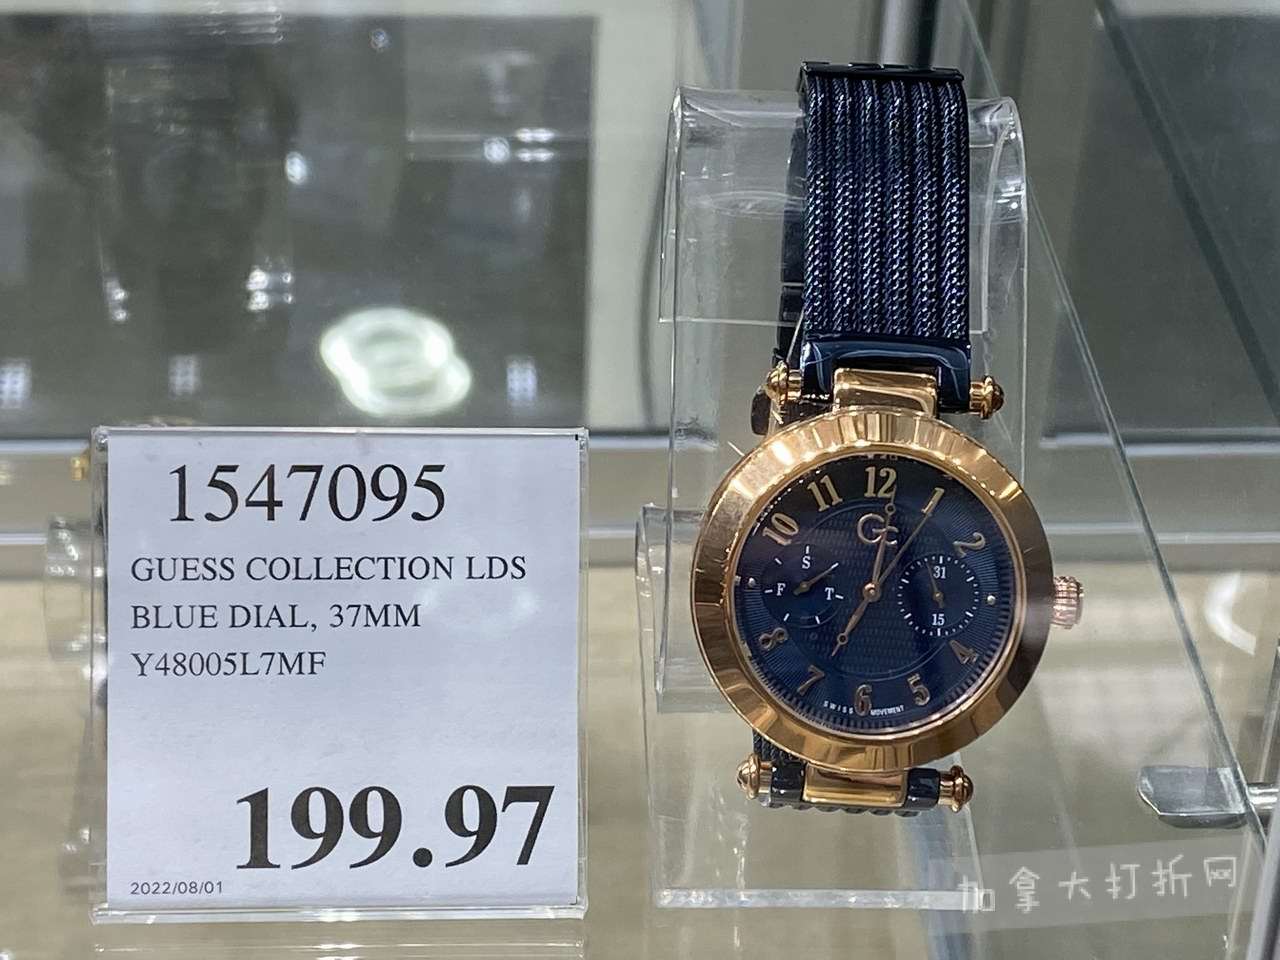 1547095
GUESS COLLECTION LDS
BLUE DIAL, 37MM
Y48005L7MF
199.97
2022/08/01
12
11
1
10
2
Gc
S
F
T
31
15
8
4
7
5
6
SWISS MOVEMENT
加拿大打折网